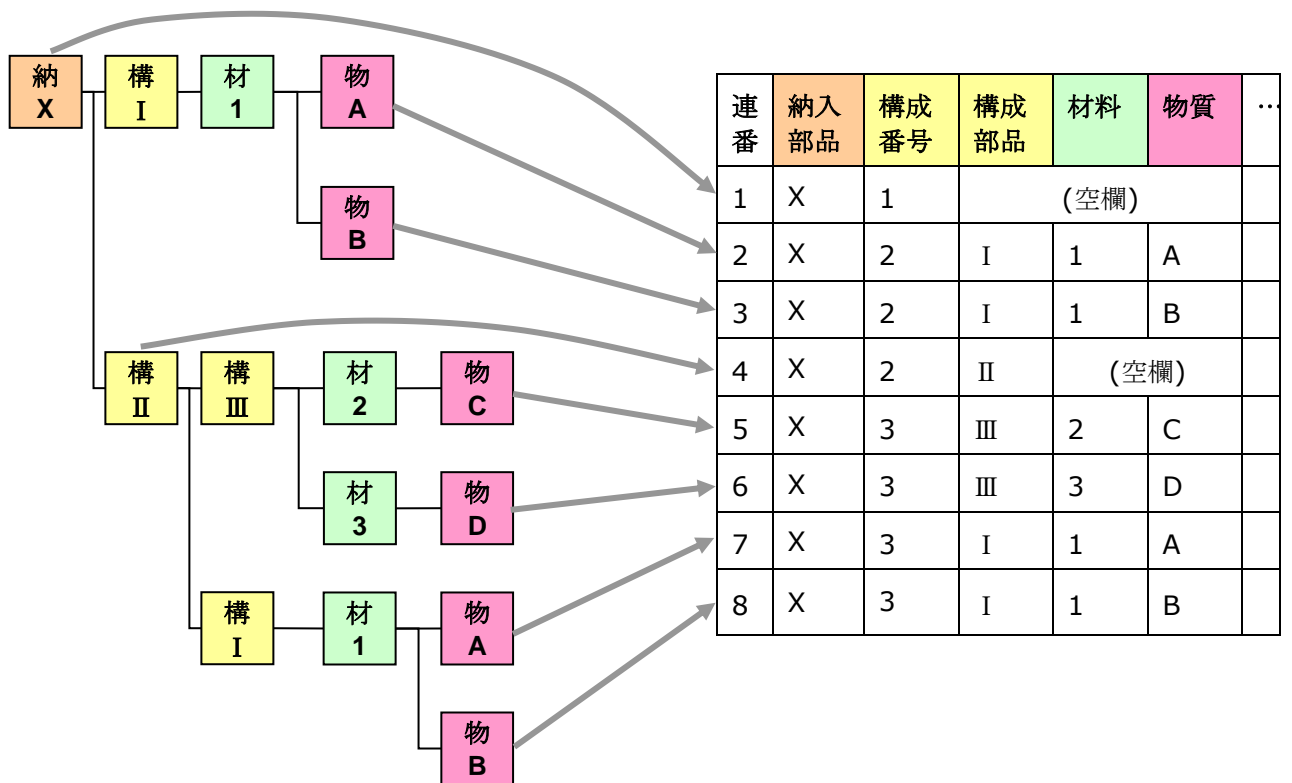 納 構 材 物
X Ⅰ 1 A
物
B
構 構 材 物
Ⅱ Ⅲ 2 C
材 物
3 D
構 材 物
Ⅰ 1 A
物
B
連番 納入部品 構成番号 構成部品 材料 物質 …
1 X 1 (空欄)
2 X 2 Ⅰ 1 A
3 X 2 Ⅰ 1 B
4 X 2 Ⅱ (空欄)
5 X 3 Ⅲ 2 C
6 X 3 Ⅲ 3 D
7 X 3 Ⅰ 1 A
8 X 3 Ⅰ 1 B